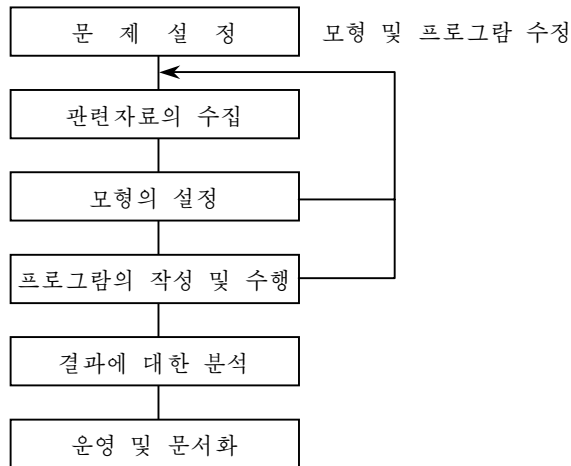 문 제 설 정
모형 및 프로그람 수정
관련자료의 수집
모형의 설정
프로그람의 작성 및 수행
결과에 대한 분석
운영 및 문서화